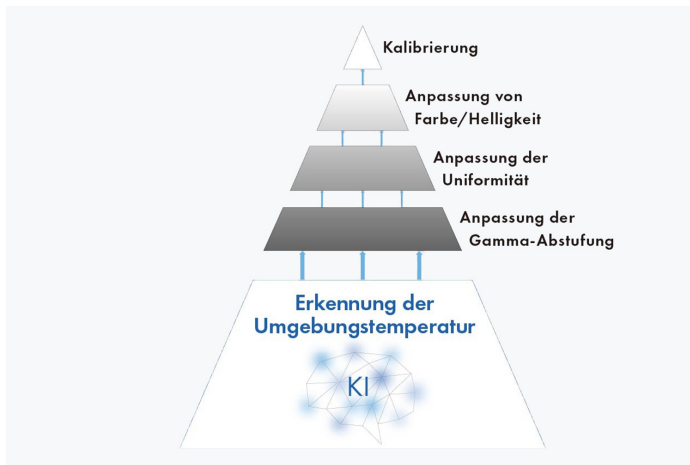 Kalibrierung
Anpassung von
Farbe/Helligkeit
Anpassung der
Uniformität
Anpassung der
Gamma-Abstufung
Erkennung der
Umgebungstemperatur
KI